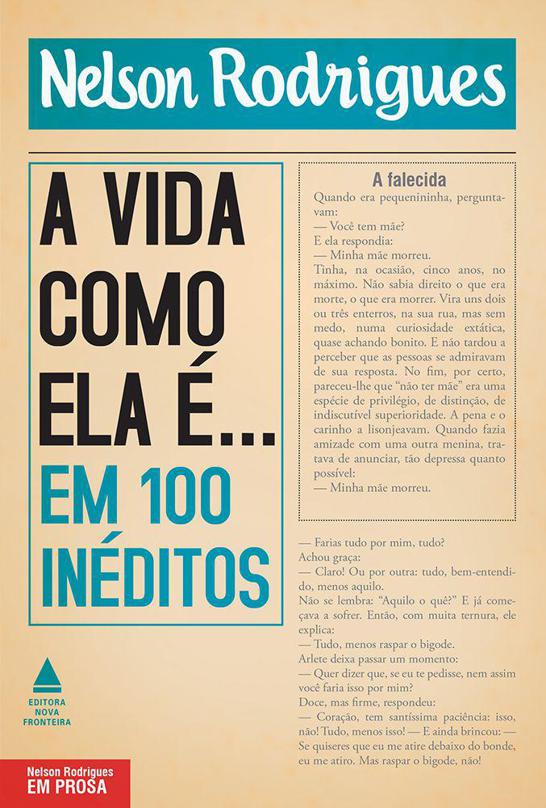 Nelson Rodrigues
A VIDA
COMO
ELA É...
EM 100
INÉDITOS
A falecida
Quando era pequenininha, pergunta-
vam:
— Você tem mãe?
E ela respondia:
— Minha mãe morreu.
Tinha, na ocasião, cinco anos, no
máximo. Não sabia direito o que era
morte, o que era morrer. Vira uns dois
ou três enterros, na sua rua, mas sem
medo, numa curiosidade extática,
quase achando bonito. E não tardou a
perceber que as pessoas se admiravam
de sua resposta. No fim, por certo,
pareceu-lhe que “não ter mãe” era uma
espécie de privilégio, de distinção, de
indiscutível superioridade. A pena e o
carinho a lisonjeavam. Quando fazia
amizade com uma outra menina, tra-
tava de anunciar, tão depressa quanto
possível:
— Minha mãe morreu.
— Farias tudo por mim, tudo?
Achou graça:
— Claro! Ou por outra: tudo, bem-entendi-
do, menos aquilo.
Não se lembra: “Aquilo o quê?” E já come-
çava a sofrer. Então, com muita ternura, ele
explica:
— Tudo, menos raspar o bigode.
Arlete deixa passar um momento:
— Quer dizer que, se eu te pedisse, nem assim
você faria isso por mim?
Doce, mas firme, respondeu:
— Coração, tem santíssima paciência: isso,
não! Tudo, menos isso! — E ainda brincou: —
Se quiseres que eu me atire debaixo do bonde,
eu me atiro. Mas raspar o bigode, não!
EDITORA
NOVA
FRONTEIRA
Nelson Rodrigues
EM PROSA